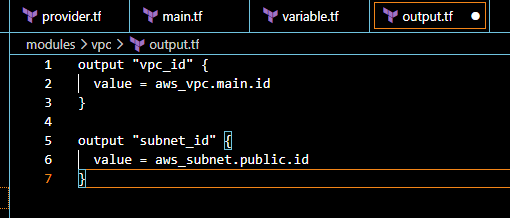 provider.tf main.tf variable.tf output.tf
modules > vpc > output.tf
1 output "vpc_id" {
2 value = aws_vpc.main.id
3 }
4
5 output "subnet_id" {
6 value = aws_subnet.public.id
7 }